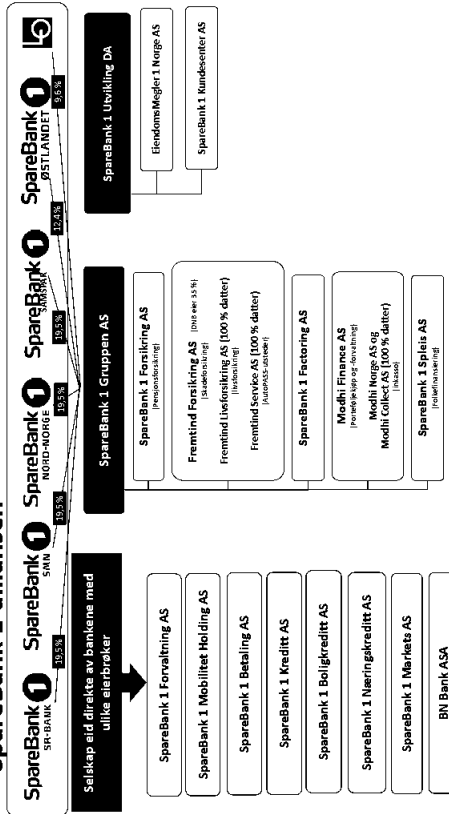 SpareBank 1
SR-BANK
SpareBank 1
SMN
SpareBank 1
NORD-NORGE
SpareBank 1
SAMSPAR
SpareBank 1
ØSTLANDET
LO
19,5 %
19,5 %
19,5 %
19,5 %
12,4 %
9,6 %
Selskap eid direkte av bankene med
ulike eierbrøker
SpareBank 1 Forvaltning AS
SpareBank 1 Mobilitet Holding AS
SpareBank 1 Betaling AS
SpareBank 1 Kreditt AS
SpareBank 1 Boligkreditt AS
SpareBank 1 Næringskreditt AS
SpareBank 1 Markets AS
BN Bank ASA
SpareBank 1 Gruppen AS
SpareBank 1 Forsikring AS
(Pensjonsforsikring)
Fremtind Forsikring AS (DNB eier 35 %)
(Skadeforsikring)
Fremtind Livsforsikring AS (100 % datter)
(Livsforsikring)
Fremtind Service AS (100 % datter)
(AutoPASS-utsteder)
SpareBank 1 Factoring AS
Modhi Finance AS
(Porteføljekjøp og -forvaltning)
Modhi Norge AS og
Modhi Collect AS (100 % datter)
(Inkasso)
SpareBank 1 Spleis AS
(Folkefinansiering)
SpareBank 1 Utvikling DA
EiendomsMegler 1 Norge AS
SpareBank 1 Kundesenter AS